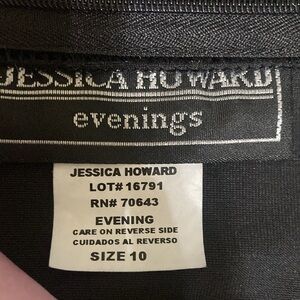 JESSICA HOWARD
evenings
JESSICA HOWARD
LOT# 16791
RN# 70643
EVENING
CARE ON REVERSE SIDE
CUIDADOS AL REVERSO
SIZE 10